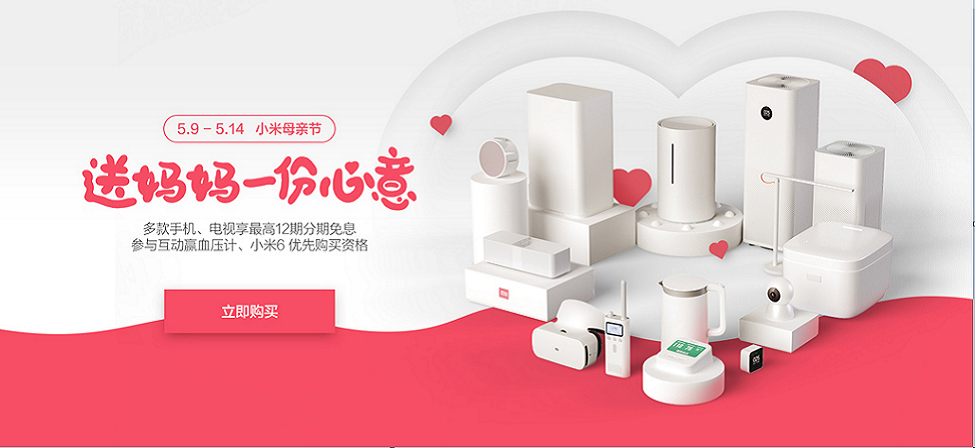 5.9 – 5.14 小米母亲节
送妈妈一份心意
多款手机、电视享最高12期分期免息
参与互动赢血压计、小米6 优先购买资格
立即购买